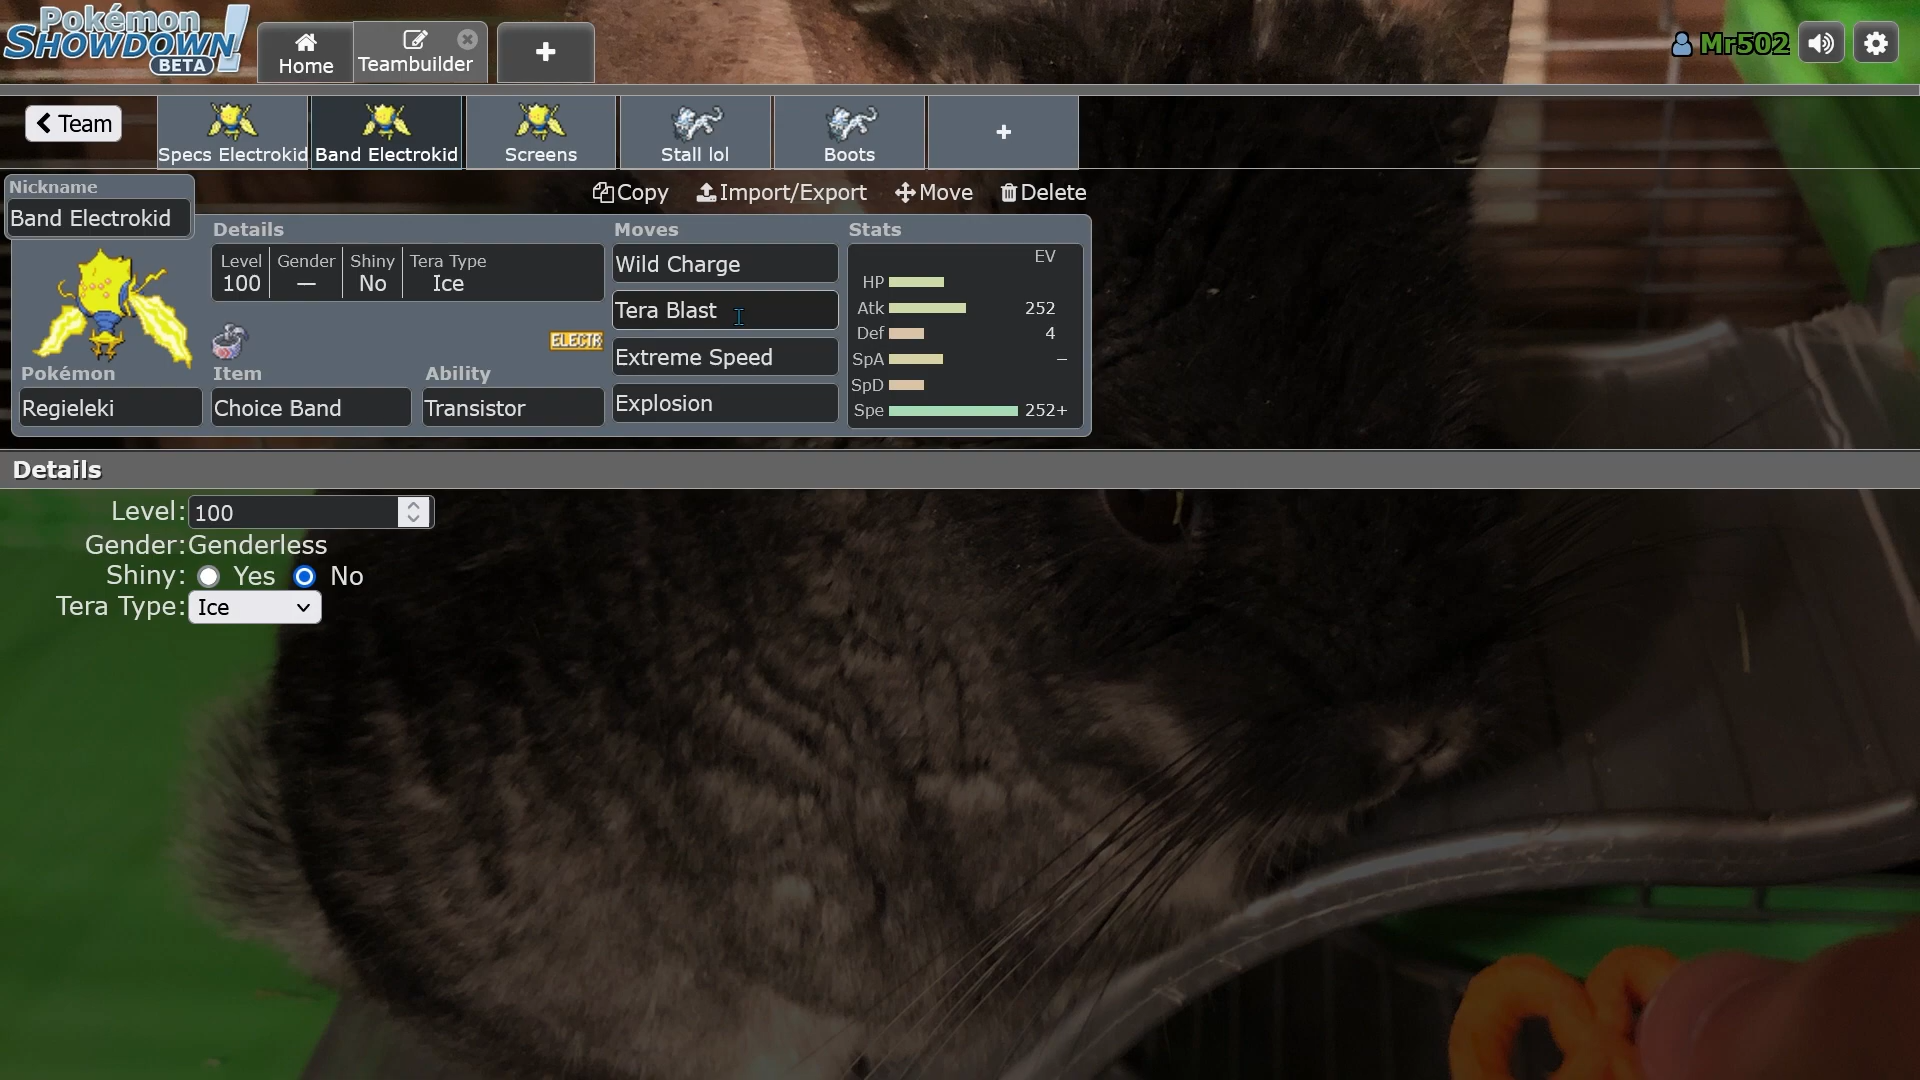 Pokémon
SHOWDOWN!
BETA
Home
Teambuilder
Mr502
Team
Specs Electrokid
Band Electrokid
Screens
Stall lol
Boots
+
Nickname
Band Electrokid
Copy
Import/Export
Move
Delete
Details
Level
100
Gender
—
Shiny
No
Tera Type
Ice
ELECTR
Pokémon
Regieleki
Item
Choice Band
Ability
Transistor
Moves
Wild Charge
Tera Blast
Extreme Speed
Explosion
Stats
EV
HP
Atk 252
Def 4
SpA –
SpD
Spe 252+
Details
Level: 100
Gender: Genderless
Shiny: Yes No
Tera Type: Ice